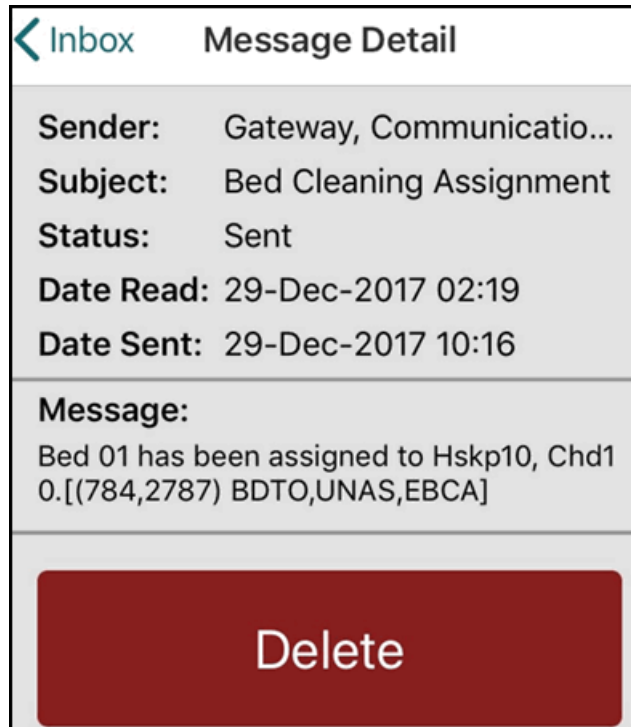 Inbox Message Detail
Sender: Gateway, Communicatio...
Subject: Bed Cleaning Assignment
Status: Sent
Date Read: 29-Dec-2017 02:19
Date Sent: 29-Dec-2017 10:16
Message:
Bed 01 has been assigned to Hskp10, Chd1
0.[(784,2787) BDTO,UNAS,EBCA]
Delete